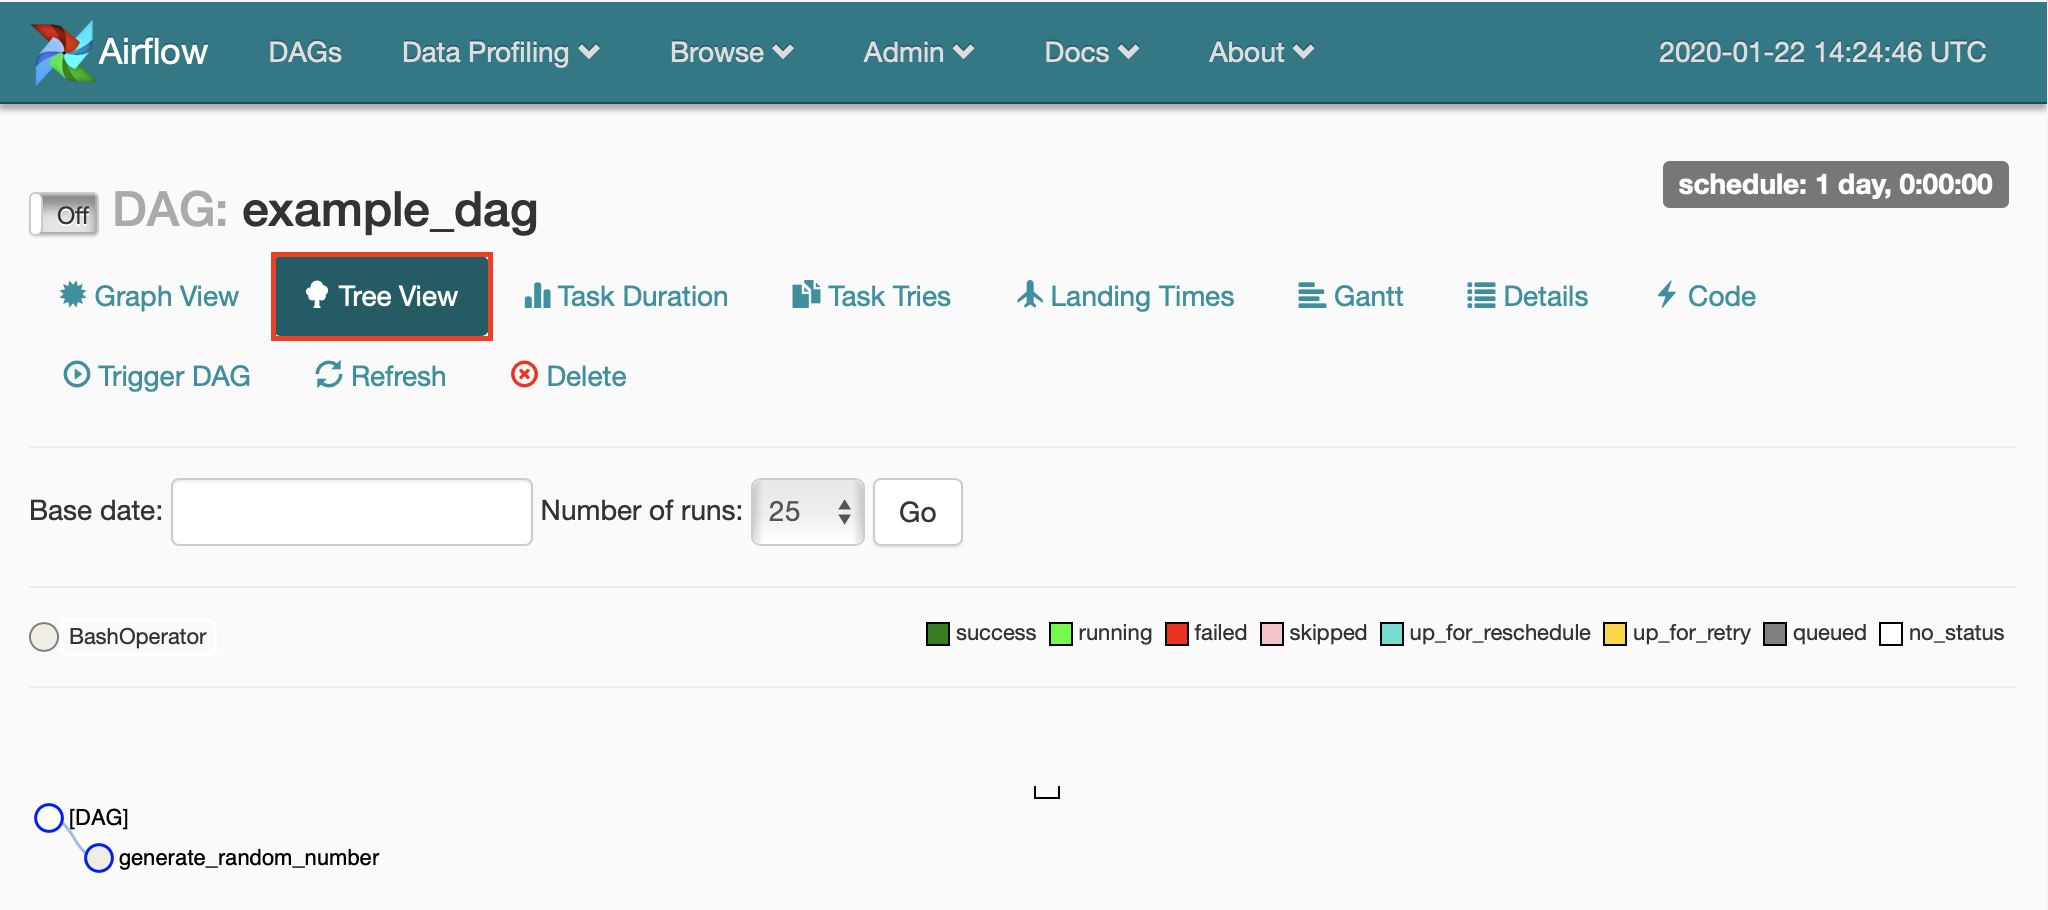 Airflow DAGs Data Profiling Browse Admin Docs About 2020-01-22 14:24:46 UTC
schedule: 1 day, 0:00:00
Off DAG: example_dag
Graph View Tree View Task Duration Task Tries Landing Times Gantt Details Code
Trigger DAG Refresh Delete
Base date: Number of runs: 25 Go
BashOperator success running failed skipped up_for_reschedule up_for_retry queued no_status
[DAG]
generate_random_number